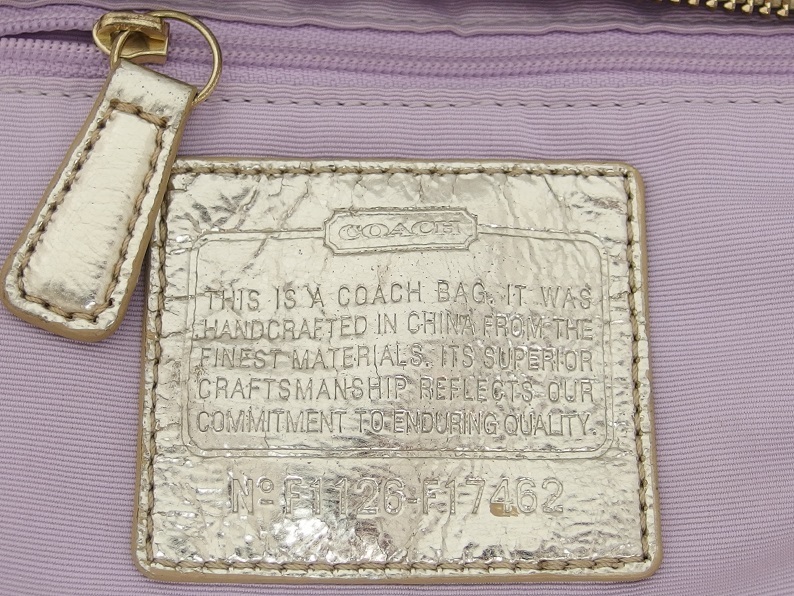 COACH
THIS IS A COACH BAG. IT WAS
HANDCRAFTED IN CHINA FROM THE
FINEST MATERIALS. ITS SUPERIOR
CRAFTSMANSHIP REFLECTS OUR
COMMITMENT TO ENDURING QUALITY.
Nº F1126-F17462